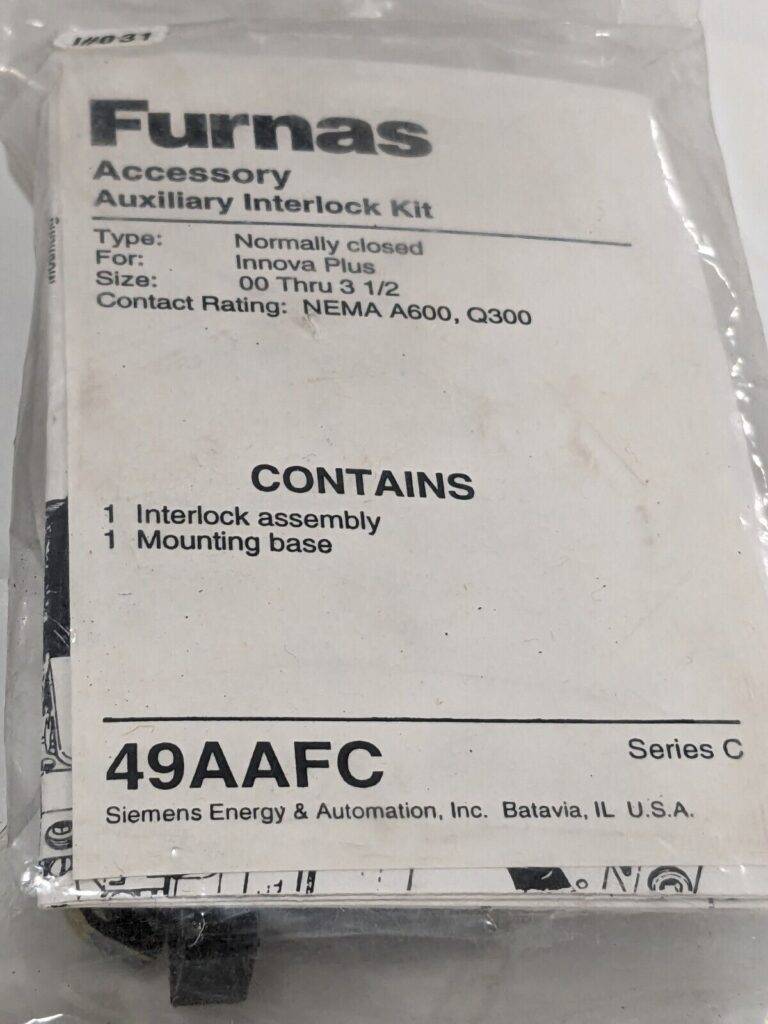 Furnas
Accessory
Auxiliary Interlock Kit
Type: Normally closed
For: Innova Plus
Size: 00 Thru 3 1/2
Contact Rating: NEMA A600, Q300
CONTAINS
1 Interlock assembly
1 Mounting base
49AAFC
Series C
Siemens Energy & Automation, Inc. Batavia, IL U.S.A.